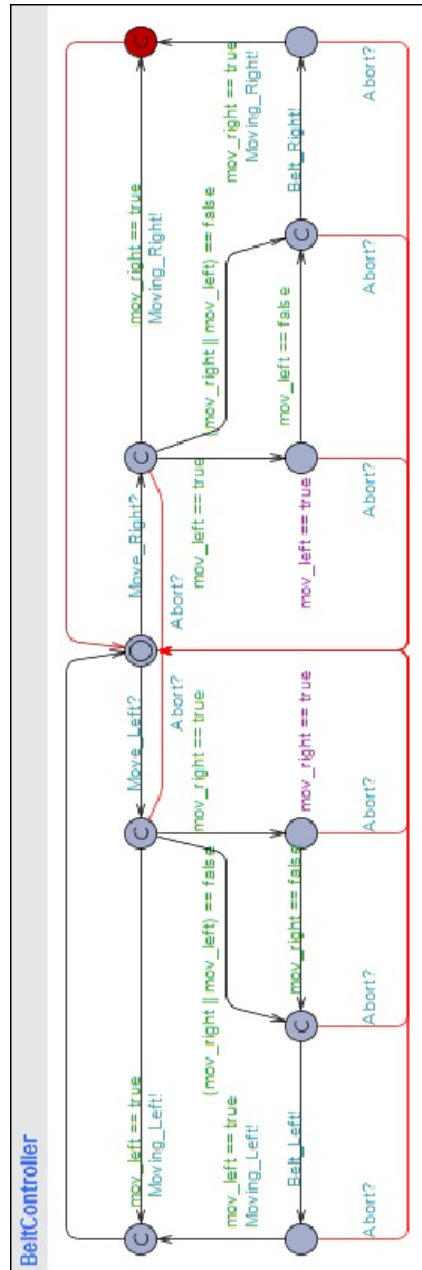 BeltController
mov_left == true
Moving_Left!
Move_Left?
Move_Right?
mov_right == true
Moving_Right!
Abort?
Abort?
mov_left == true
Moving_Left!
(mov_right || mov_left) == false
mov_right == true
mov_left == true
(mov_right || mov_left) == false
mov_right == true
Moving_Right!
Belt_Left!
mov_right == false
mov_right == true
mov_left == true
mov_left == false
Belt_Right!
Abort?
Abort?
Abort?
Abort?
Abort?
Abort?
C
C
C
C
C
C